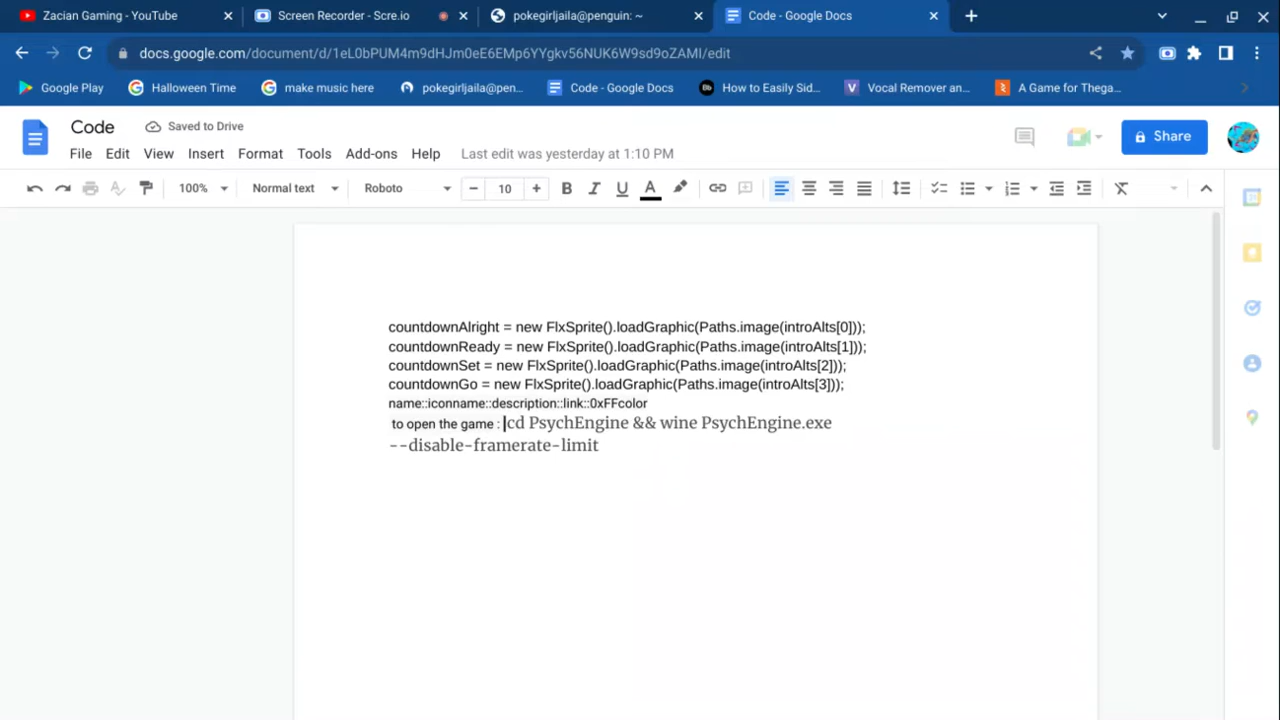 Zacian Gaming - YouTube
Screen Recorder - Scre.io
pokegirljaila@penguin: ~
Code - Google Docs
docs.google.com/document/d/1eL0bPUM4m9dHJm0eE6EMp6YYgkv56NUK6W9sd9oZAMI/edit
Google Play
Halloween Time
make music here
pokegirljaila@pen...
Code - Google Docs
Bb
How to Easily Sid...
Vocal Remover an...
A Game for Thega...
Code
Saved to Drive
Share
File Edit View Insert Format Tools Add-ons Help Last edit was yesterday at 1:10 PM
100% Normal text Roboto 10 B I U A
countdownAlright = new FlxSprite().loadGraphic(Paths.image(introAlts[0]));
countdownReady = new FlxSprite().loadGraphic(Paths.image(introAlts[1]));
countdownSet = new FlxSprite().loadGraphic(Paths.image(introAlts[2]));
countdownGo = new FlxSprite().loadGraphic(Paths.image(introAlts[3]));
name::iconname::description::link::0xFFcolor
to open the game : cd PsychEngine && wine PsychEngine.exe
--disable-framerate-limit